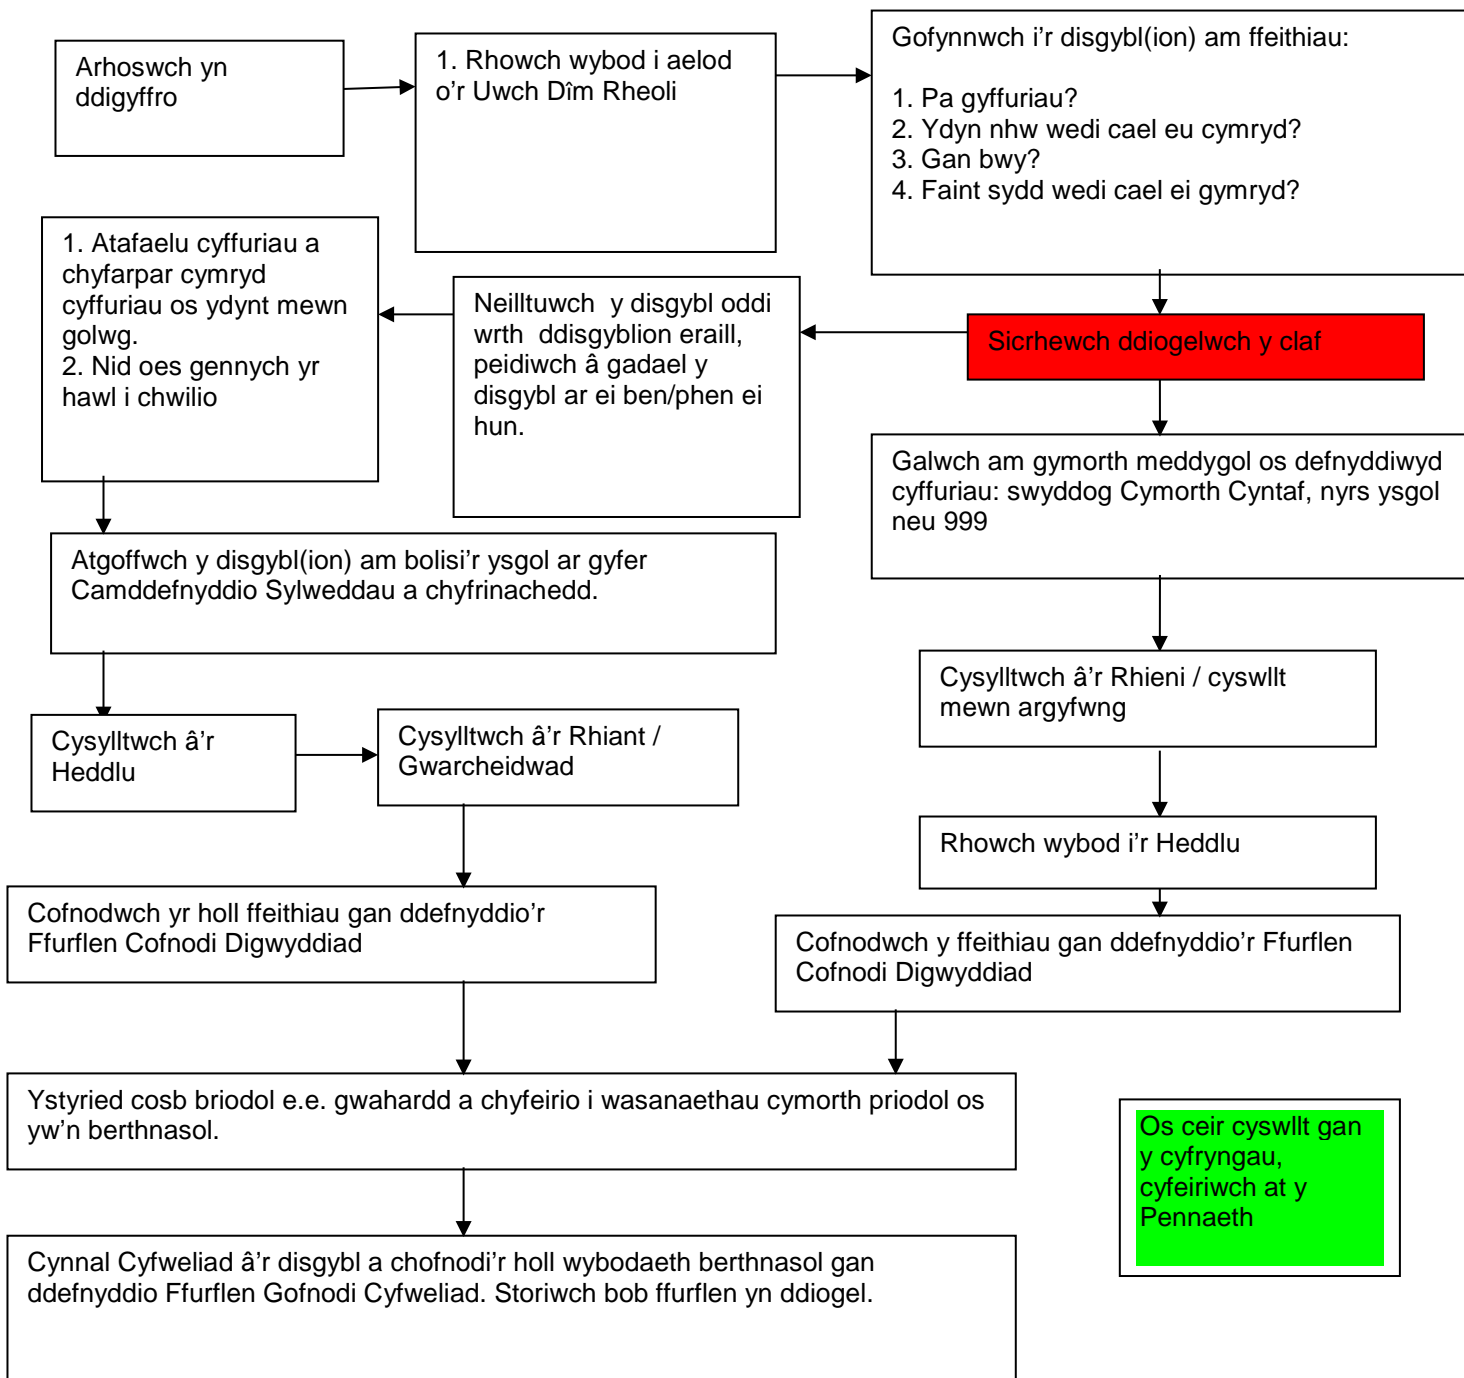 Arhoswch yn
ddigyffro
1. Rhowch wybod i aelod
o'r Uwch Dîm Rheoli
Gofynnwch i'r disgybl(ion) am ffeithiau:
1. Pa gyffuriau?
2. Ydyn nhw wedi cael eu cymryd?
3. Gan bwy?
4. Faint sydd wedi cael ei gymryd?
Sicrhewch ddiogelwch y claf
Neilltuwch y disgybl oddi
wrth ddisgyblion eraill,
peidiwch â gadael y
disgybl ar ei ben/phen ei
hun.
1. Atafaelu cyffuriau a
chyfarpar cymryd
cyffuriau os ydynt mewn
golwg.
2. Nid oes gennych yr
hawl i chwilio
Atgoffwch y disgybl(ion) am bolisi'r ysgol ar gyfer
Camddefnyddio Sylweddau a chyfrinachedd.
Cysylltwch â'r
Heddlu
Cysylltwch â'r Rhiant /
Gwarcheidwad
Cofnodwch yr holl ffeithiau gan ddefnyddio'r
Ffurflen Cofnodi Digwyddiad
Galwch am gymorth meddygol os defnyddiwyd
cyffuriau: swyddog Cymorth Cyntaf, nyrs ysgol
neu 999
Cysylltwch â'r Rhieni / cyswllt
mewn argyfwng
Rhowch wybod i'r Heddlu
Cofnodwch y ffeithiau gan ddefnyddio'r Ffurflen
Cofnodi Digwyddiad
Ystyried cosb briodol e.e. gwahardd a chyfeirio i wasanaethau cymorth priodol os
yw'n berthnasol.
Cynnal Cyfweliad â'r disgybl a chofnodi'r holl wybodaeth berthnasol gan
ddefnyddio Ffurflen Gofnodi Cyfweliad. Storiwch bob ffurflen yn ddiogel.
Os ceir cyswllt gan
y cyfryngau,
cyfeiriwch at y
Pennaeth